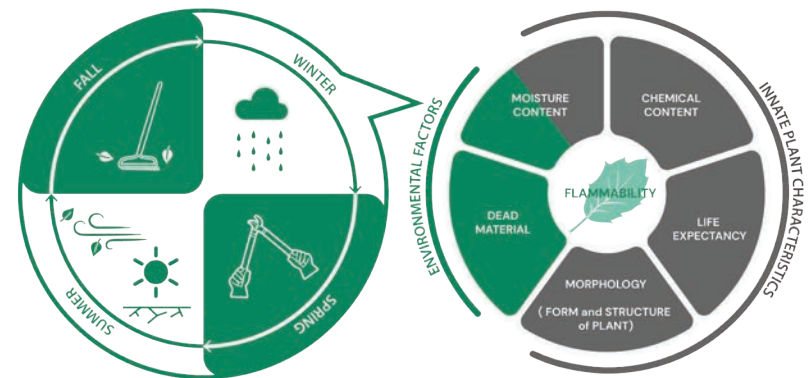 FALL
WINTER
SUMMER
SPRING
ENVIRONMENTAL FACTORS
INNATE PLANT CHARACTERISTICS
MOISTURE
CONTENT
CHEMICAL
CONTENT
FLAMMABILITY
DEAD
MATERIAL
LIFE
EXPECTANCY
MORPHOLOGY
( FORM and STRUCTURE
of PLANT)